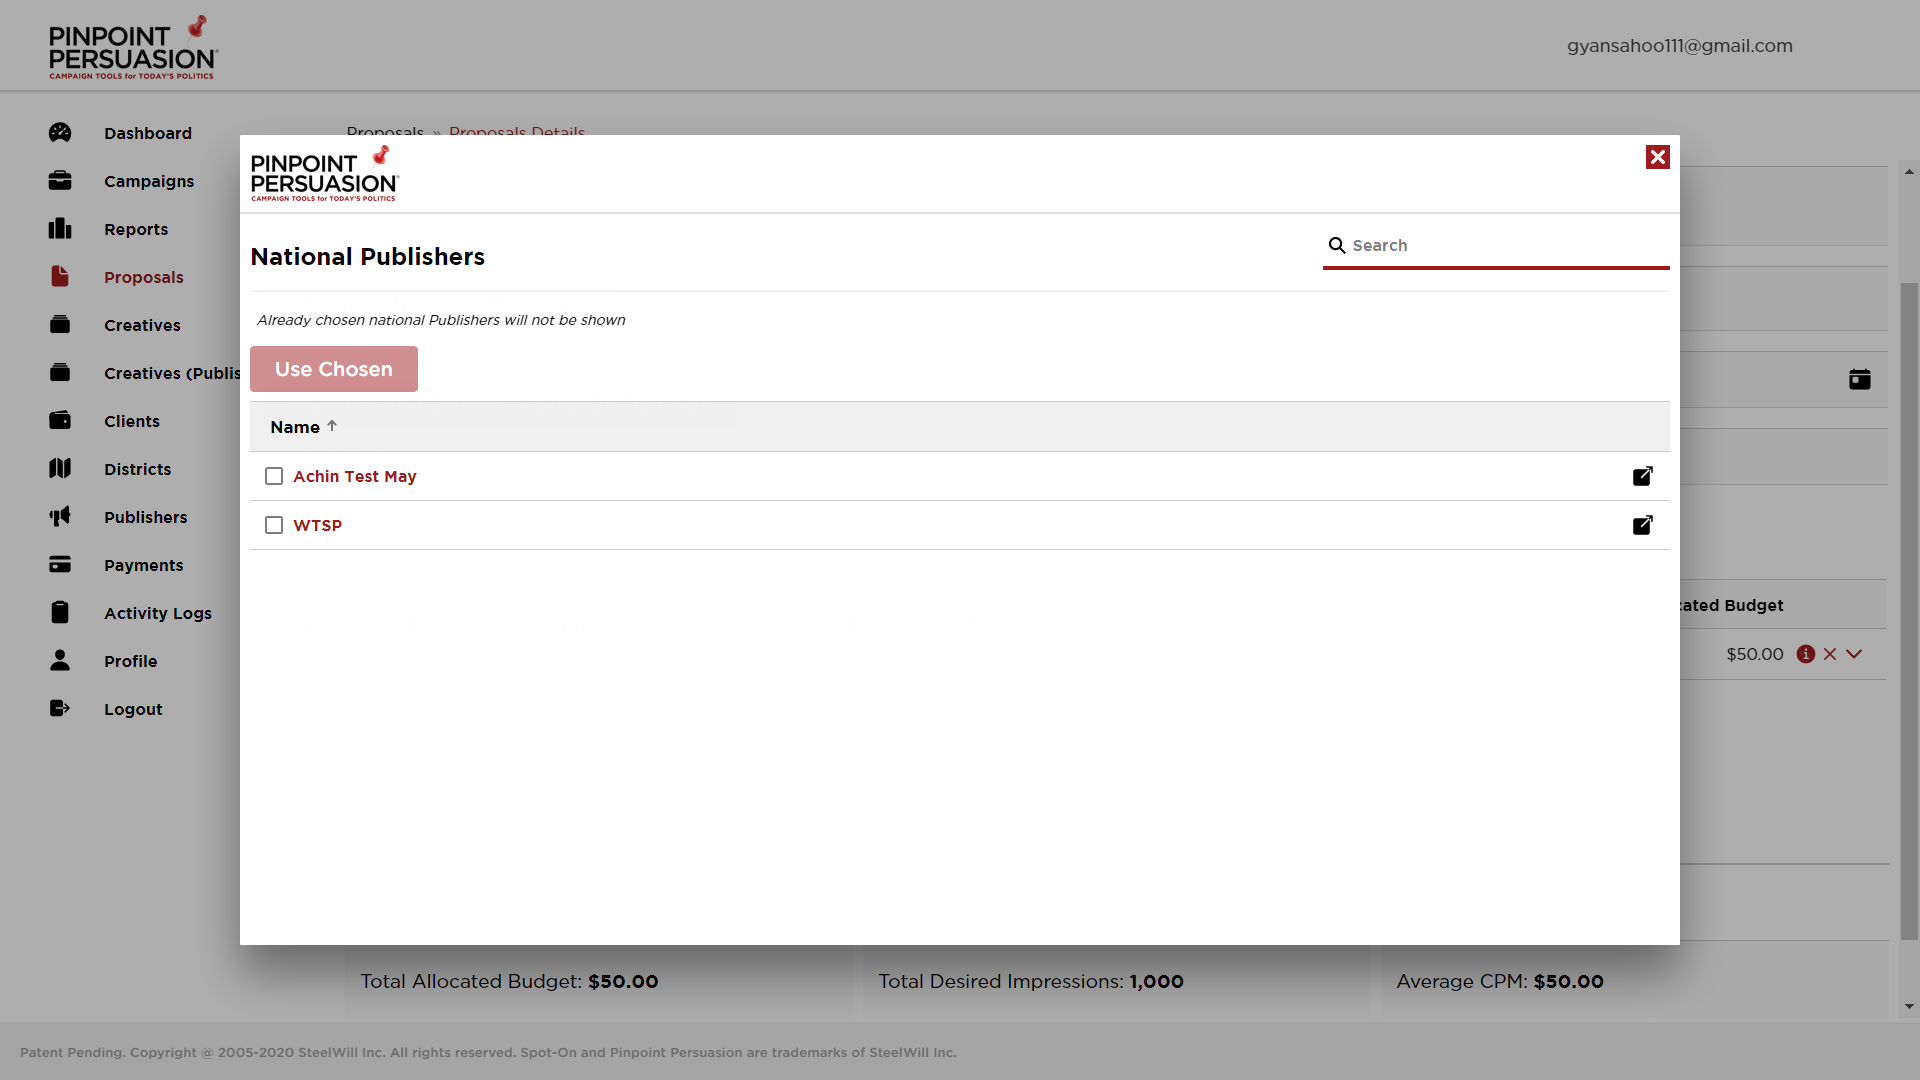 PINPOINT
PERSUASION
CAMPAIGN TOOLS for TODAY'S POLITICS
gyansahoo111@gmail.com
Dashboard
Campaigns
Reports
Proposals
Creatives
Creatives (Publis
Clients
Districts
Publishers
Payments
Activity Logs
Profile
Logout
Proposals » Proposals Details
PINPOINT
PERSUASION
CAMPAIGN TOOLS for TODAY'S POLITICS
National Publishers
Search
Already chosen national Publishers will not be shown
Use Chosen
Name
Achin Test May
WTSP
cated Budget
$50.00
Total Allocated Budget: $50.00
Total Desired Impressions: 1,000
Average CPM: $50.00
Patent Pending. Copyright @ 2005-2020 SteelWill Inc. All rights reserved. Spot-On and Pinpoint Persuasion are trademarks of SteelWill Inc.